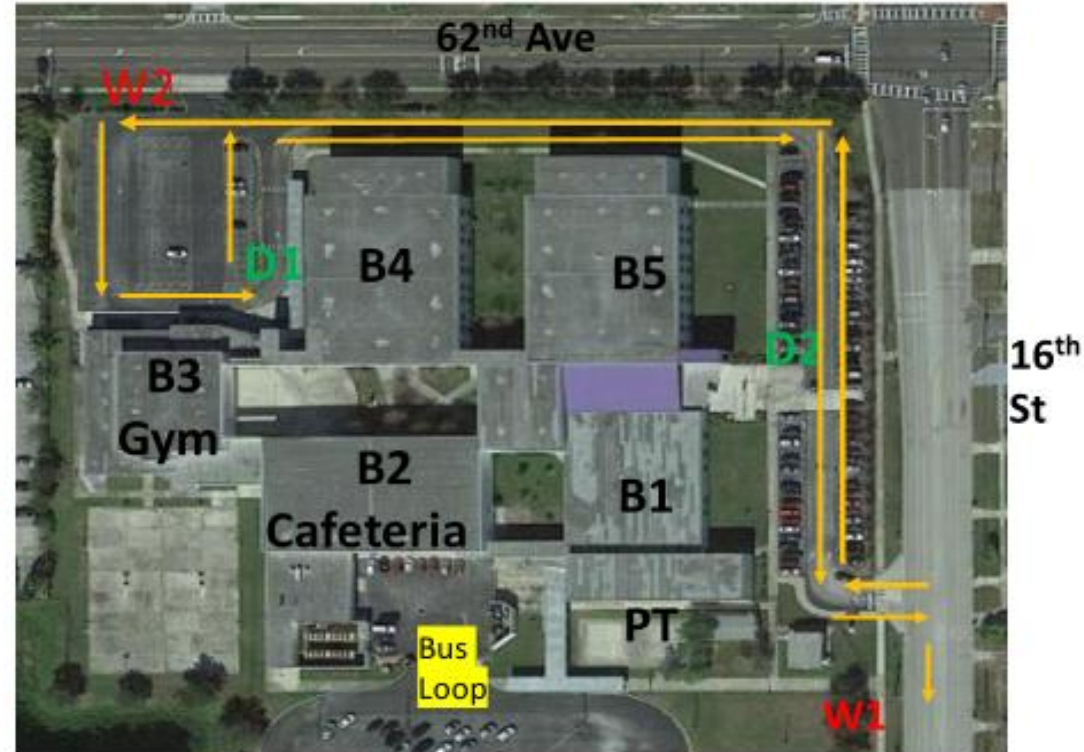 62nd Ave
W2
D1
B4
B5
D2
16th
St
B3
Gym
B2
Cafeteria
B1
PT
Bus
Loop
W1